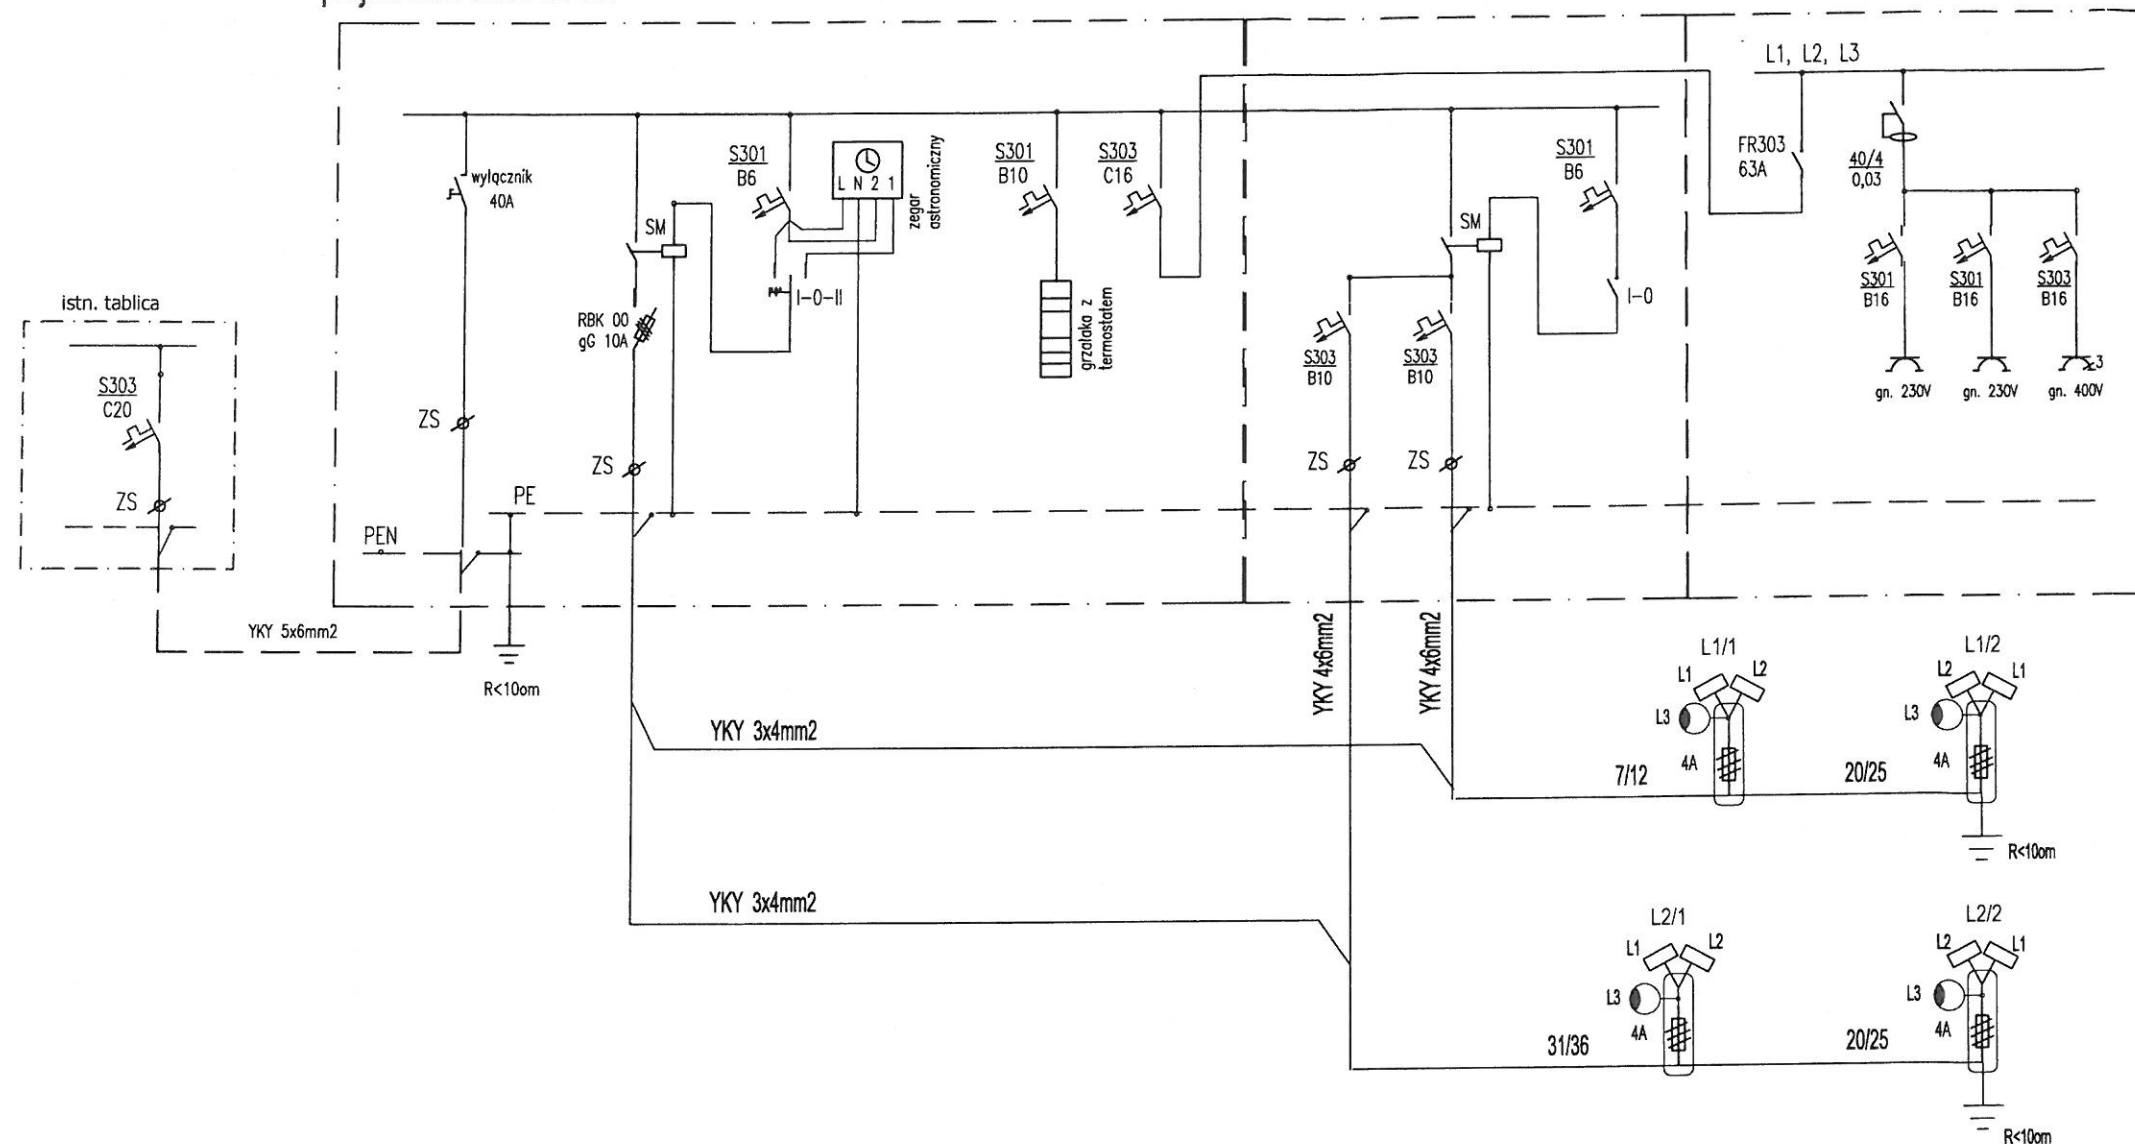 L1, L2, L3
wyłącznik
40A
S301
B6
L N 2 1
zegar
astronomiczny
S301
B10
S303
C16
S301
B6
FR303
63A
40/4
0,03
SM
SM
I-0-II
I-0
RBK 00
gG 10A
grzałaka z
termostatem
S303
B10
S303
B10
S301
B16
S301
B16
S303
B16
x3
gn. 230V
gn. 230V
gn. 400V
istn. tablica
S303
C20
ZS
ZS
ZS
ZS
ZS
PE
PEN
YKY 5x6mm2
R<10om
YKY 4x6mm2
YKY 4x6mm2
YKY 3x4mm2
L1/1
L1
L2
L3
4A
7/12
L1/2
L2
L1
L3
4A
20/25
R<10om
YKY 3x4mm2
L2/1
L1
L2
L3
4A
31/36
L2/2
L2
L1
L3
4A
20/25
R<10om